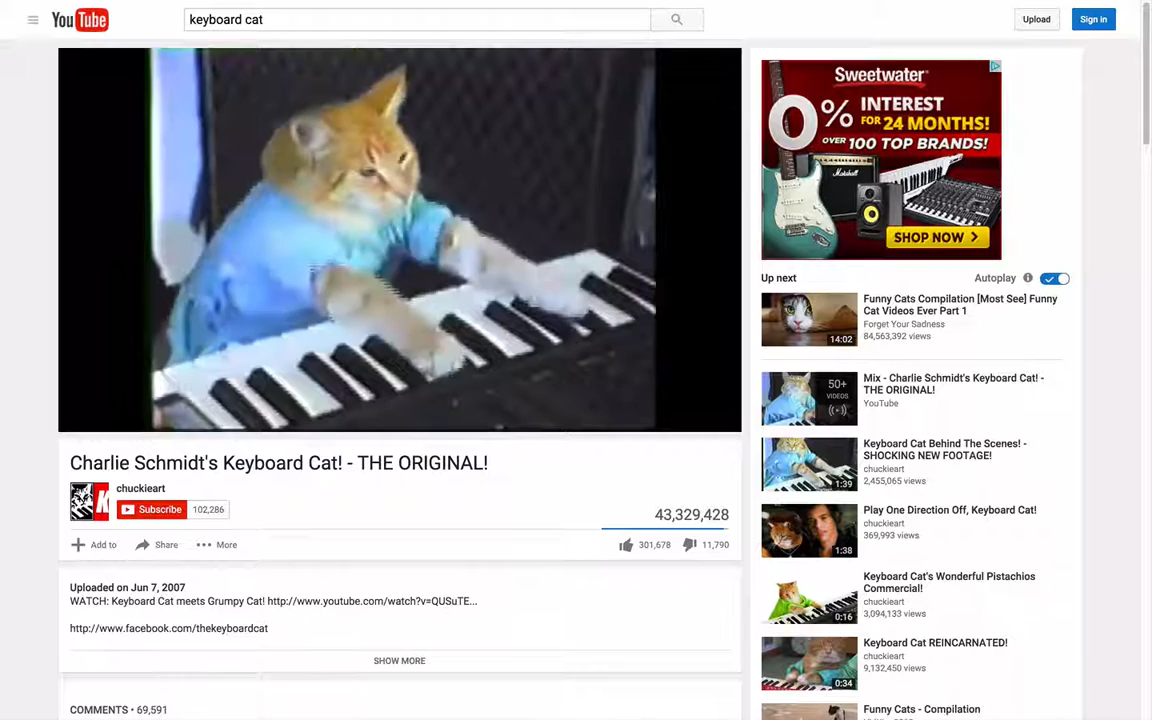 YouTube
keyboard cat
Upload
Sign in
Sweetwater
0% INTEREST
FOR 24 MONTHS!
OVER 100 TOP BRANDS!
Marshall
SHOP NOW >
Up next
Autoplay
Funny Cats Compilation [Most See] Funny
Cat Videos Ever Part 1
Forget Your Sadness
84,563,392 views
14:02
Mix - Charlie Schmidt's Keyboard Cat! -
THE ORIGINAL!
YouTube
50+
VIDEOS
Keyboard Cat Behind The Scenes! -
SHOCKING NEW FOOTAGE!
chuckieart
2,455,065 views
1:39
Play One Direction Off, Keyboard Cat!
chuckieart
369,993 views
1:38
Keyboard Cat's Wonderful Pistachios
Commercial!
chuckieart
3,094,133 views
0:16
Keyboard Cat REINCARNATED!
chuckieart
9,132,450 views
0:34
Funny Cats - Compilation
Charlie Schmidt's Keyboard Cat! - THE ORIGINAL!
chuckieart
Subscribe 102,286
43,329,428
Add to Share More
301,678 11,790
Uploaded on Jun 7, 2007
WATCH: Keyboard Cat meets Grumpy Cat! http://www.youtube.com/watch?v=QUSuTE...
http://www.facebook.com/thekeyboardcat
SHOW MORE
COMMENTS • 69,591